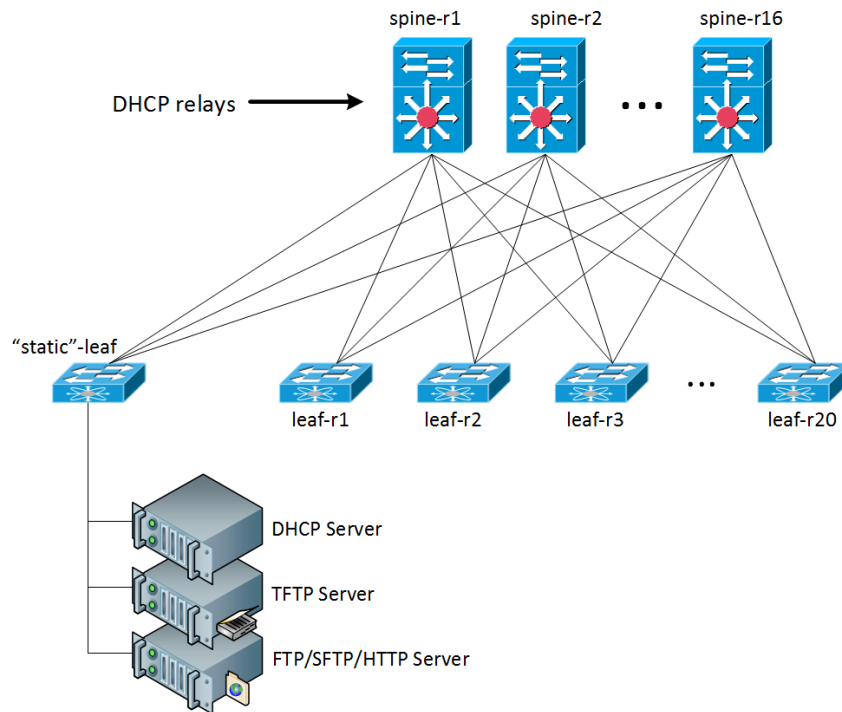 spine-r1
spine-r2
spine-r16
DHCP relays
• • •
“static”-leaf
• • •
leaf-r1
leaf-r2
leaf-r3
leaf-r20
DHCP Server
TFTP Server
FTP/SFTP/HTTP Server